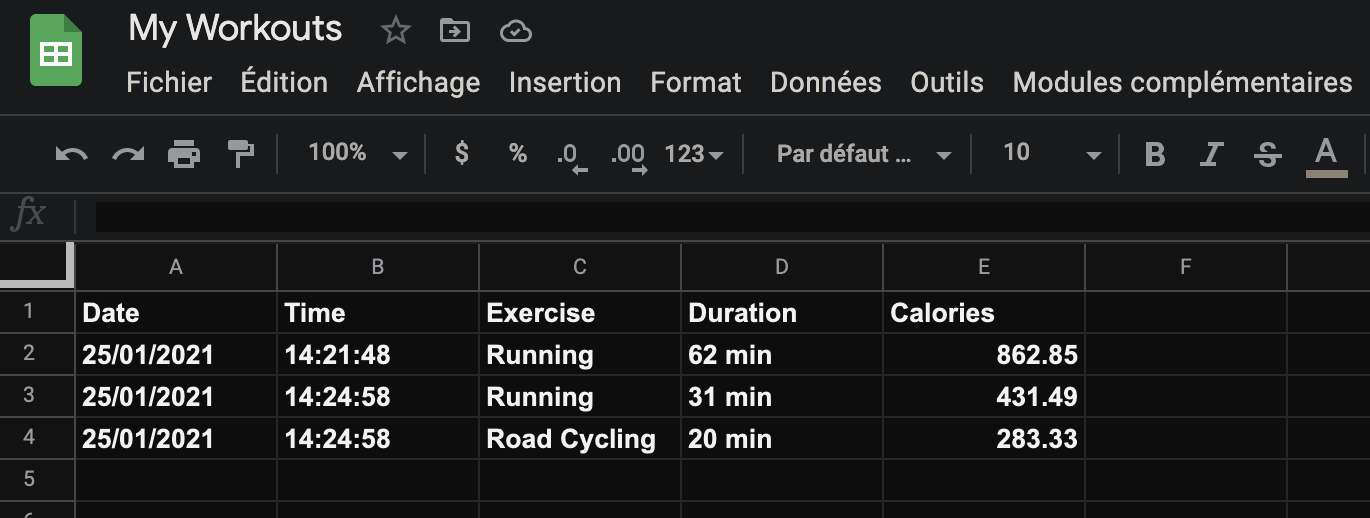 My Workouts
Fichier Édition Affichage Insertion Format Données Outils Modules complémentaires
100% $ % .0 .00 123 Par défaut ... 10 B I S A
fx
A B C D E F
1 Date Time Exercise Duration Calories
2 25/01/2021 14:21:48 Running 62 min 862.85
3 25/01/2021 14:24:58 Running 31 min 431.49
4 25/01/2021 14:24:58 Road Cycling 20 min 283.33
5